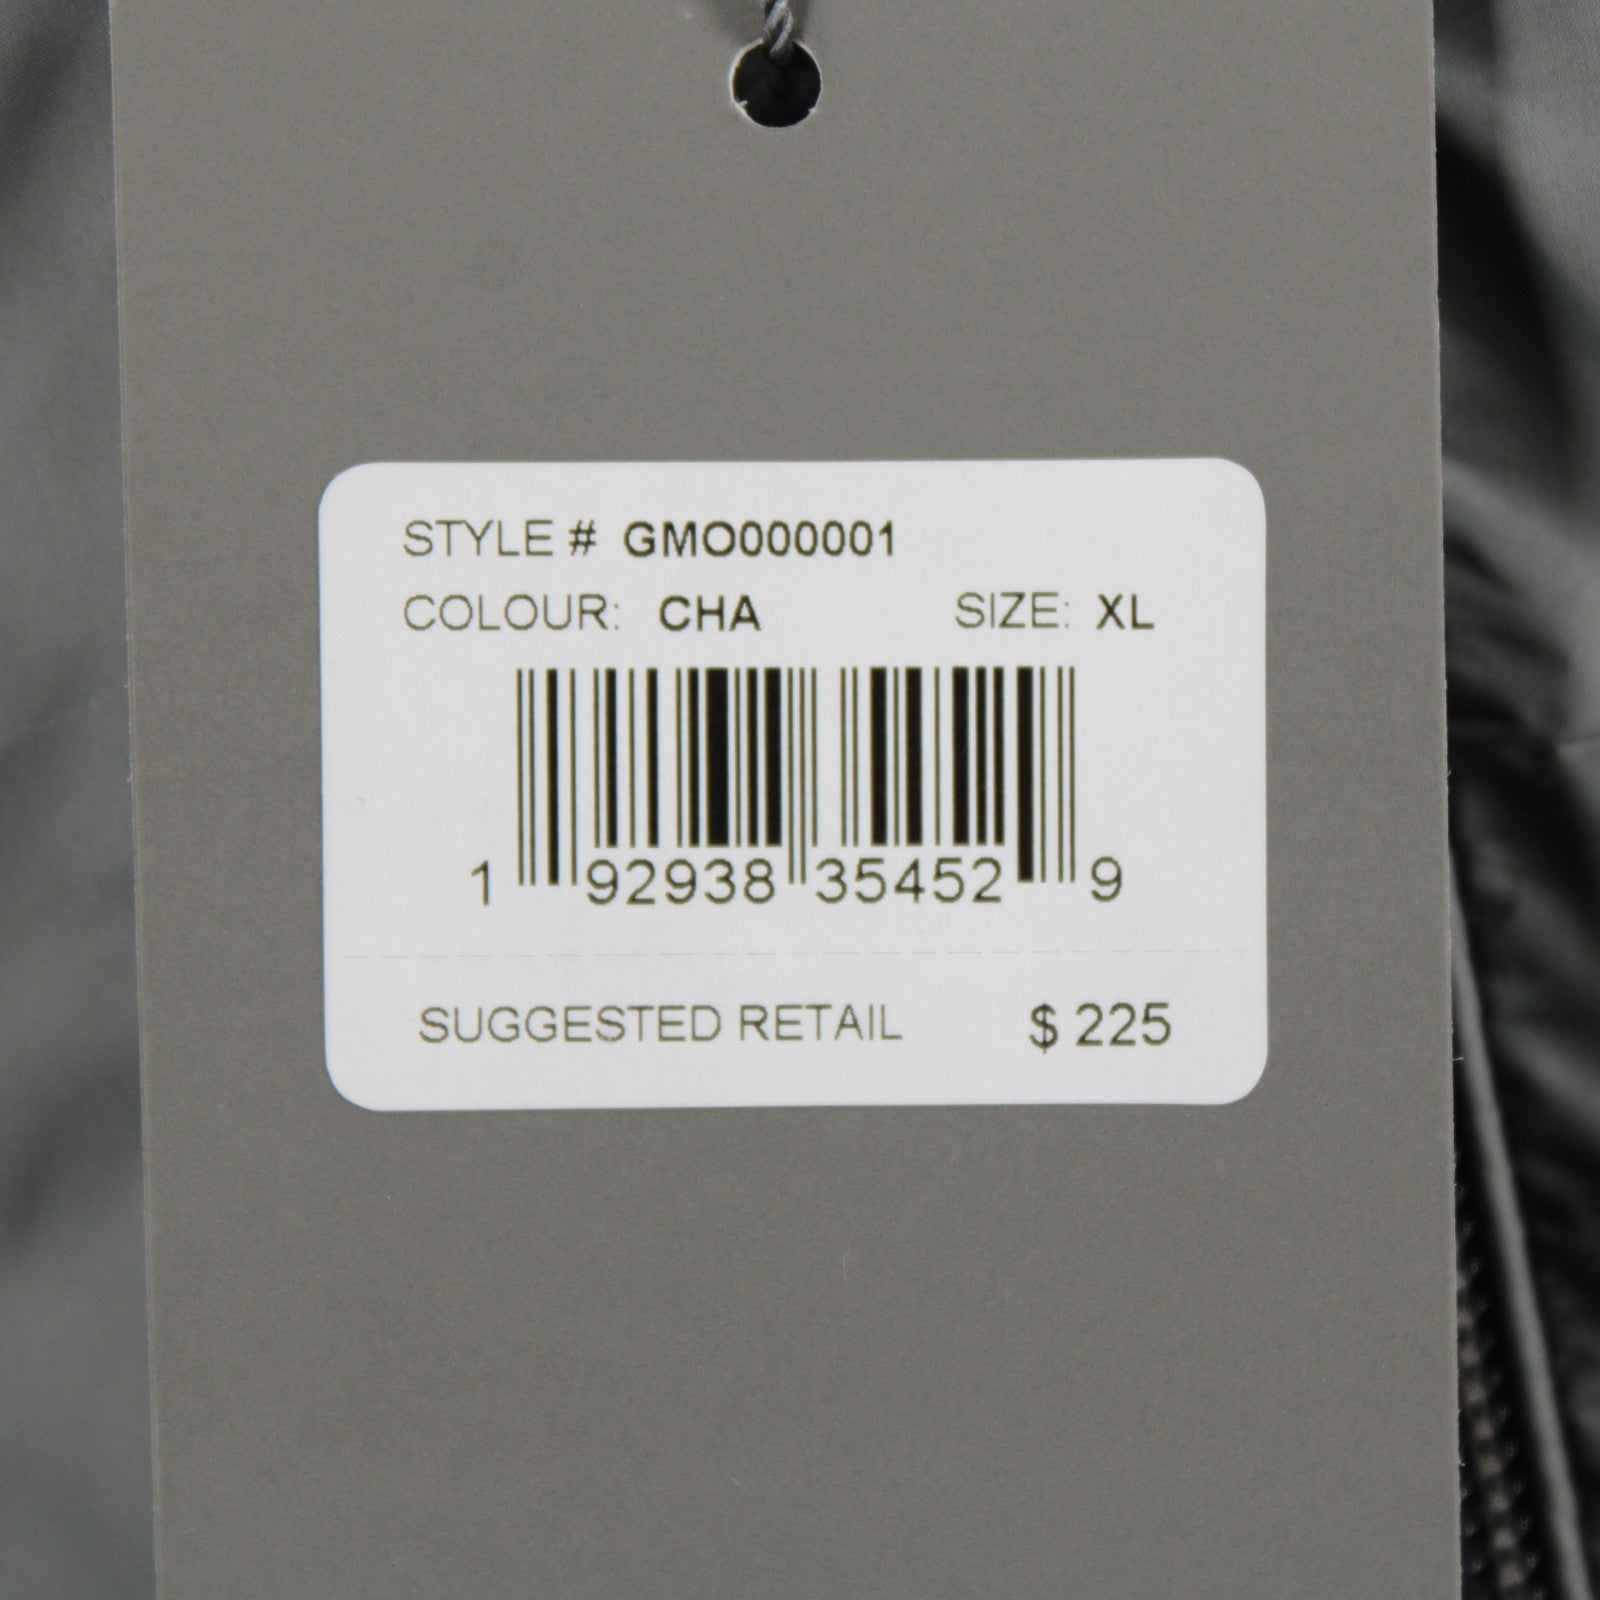 STYLE # GMO000001
COLOUR: CHA SIZE: XL
1 92938 35452 9
SUGGESTED RETAIL $ 225